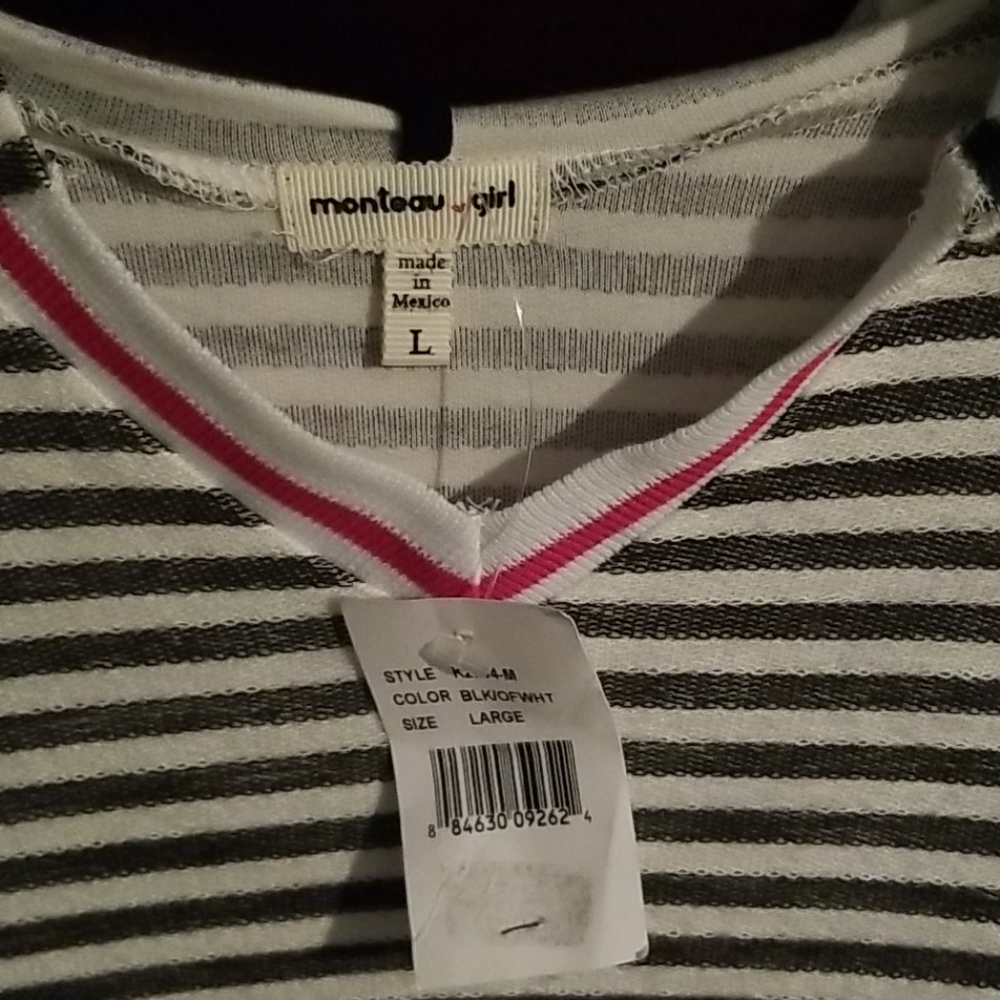 monteau girl
made
in
Mexico
L
STYLE
COLOR BLK/OFWHT
SIZE LARGE
8 84630 09262 4